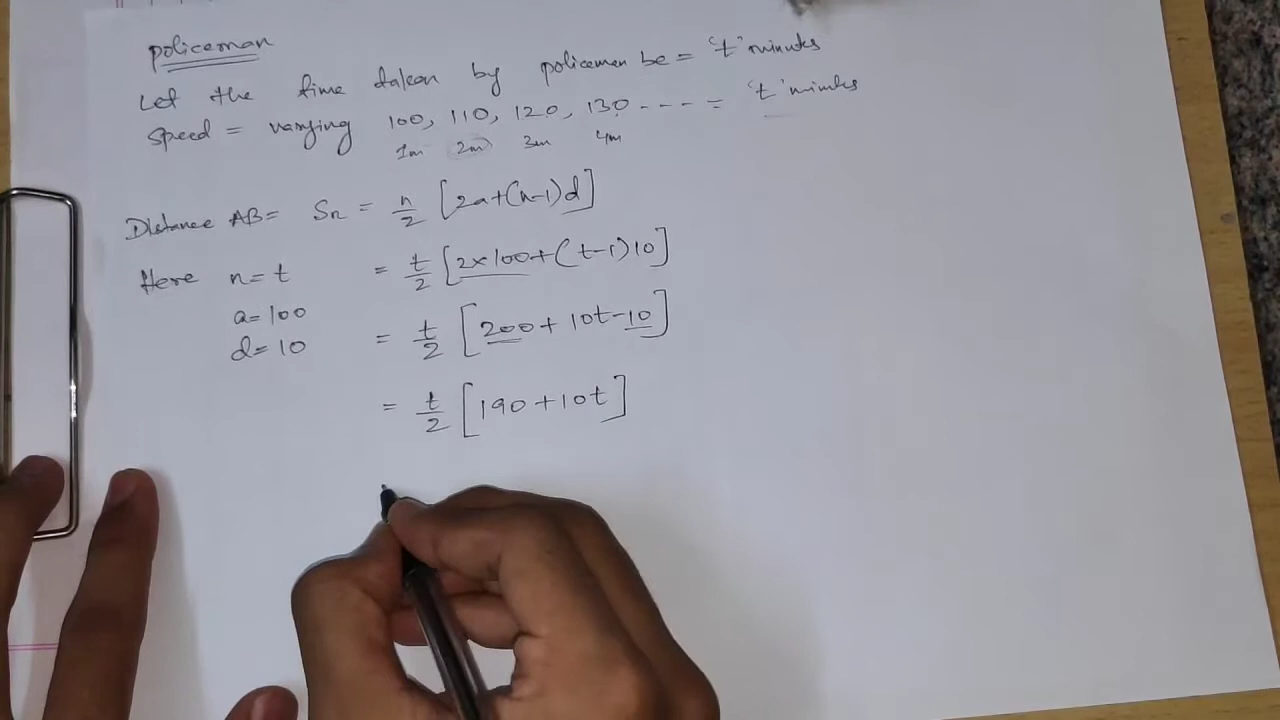 policeman
Let the time taken by policemen be = 't' minutes
Speed = varying 100, 110, 120, 130 - - - - = 't' minutes
1m 2m 3m 4m
Distance AB = Sn = n/2 [2a+(n-1)d]
Here n = t = t/2 [2×100+(t-1)10]
a = 100
d = 10 = t/2 [200+10t-10]
= t/2 [190+10t]